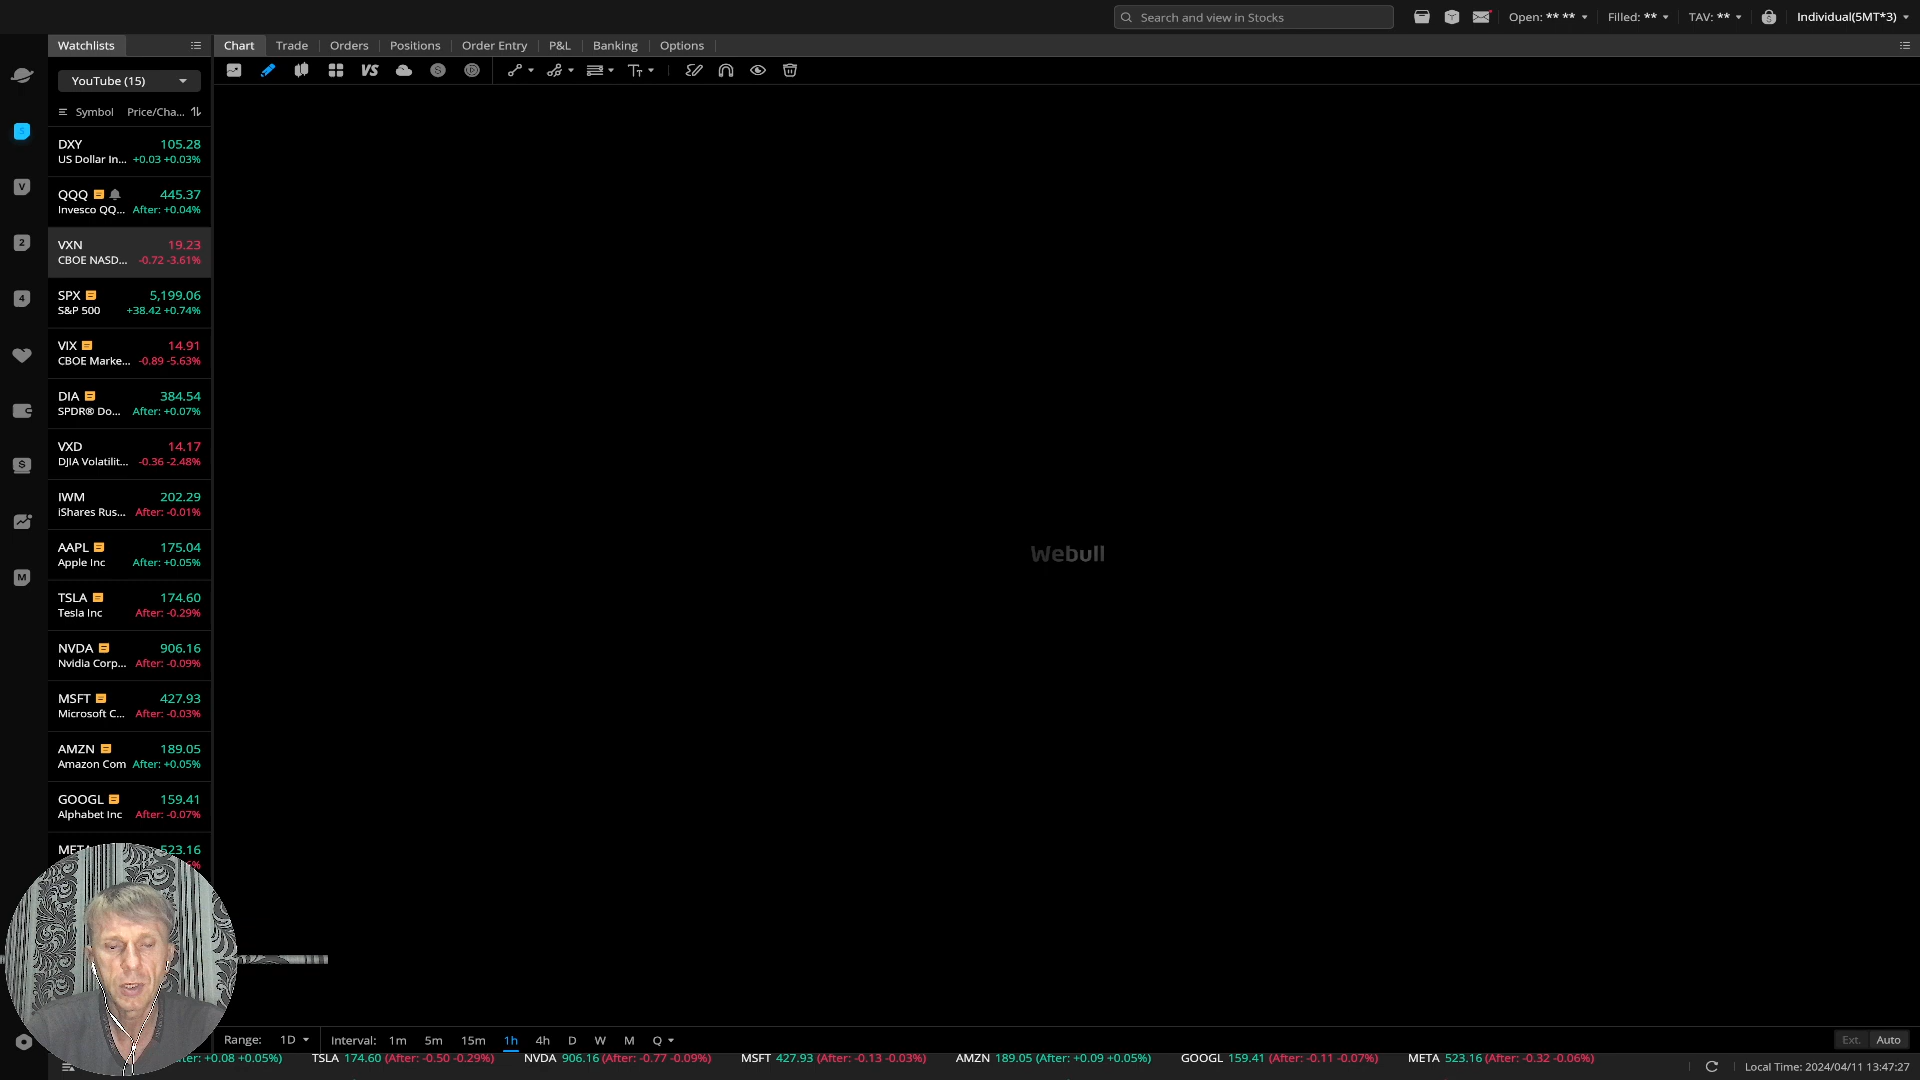 Search and view in Stocks
Open: ** **
Filled: **
TAV: **
Individual(5MT*3)
Watchlists
Chart
Trade
Orders
Positions
Order Entry
P&L
Banking
Options
YouTube (15)
VS
S
Symbol
Price/Cha...
DXY
105.28
US Dollar In...
+0.03 +0.03%
S
V
QQQ
445.37
Invesco QQ...
After: +0.04%
2
VXN
19.23
CBOE NASD...
-0.72 -3.61%
4
SPX
5,199.06
S&P 500
+38.42 +0.74%
VIX
14.91
CBOE Marke...
-0.89 -5.63%
DIA
384.54
SPDR® Do...
After: +0.07%
VXD
14.17
DJIA Volatilit...
-0.36 -2.48%
S
IWM
202.29
iShares Rus...
After: -0.01%
AAPL
175.04
Apple Inc
After: +0.05%
Webull
M
TSLA
174.60
Tesla Inc
After: -0.29%
NVDA
906.16
Nvidia Corp...
After: -0.09%
MSFT
427.93
Microsoft C...
After: -0.03%
AMZN
189.05
Amazon Com
After: +0.05%
GOOGL
159.41
Alphabet Inc
After: -0.07%
META
523.16
Range:
1D
Interval:
1m
5m
15m
1h
4h
D
W
M
Q
Ext.
Auto
+0.08 +0.05%)
TSLA 174.60 (After: -0.50 -0.29%)
NVDA 906.16 (After: -0.77 -0.09%)
MSFT 427.93 (After: -0.13 -0.03%)
AMZN 189.05 (After: +0.09 +0.05%)
GOOGL 159.41 (After: -0.11 -0.07%)
META 523.16 (After: -0.32 -0.06%)
Local Time: 2024/04/11 13:47:27